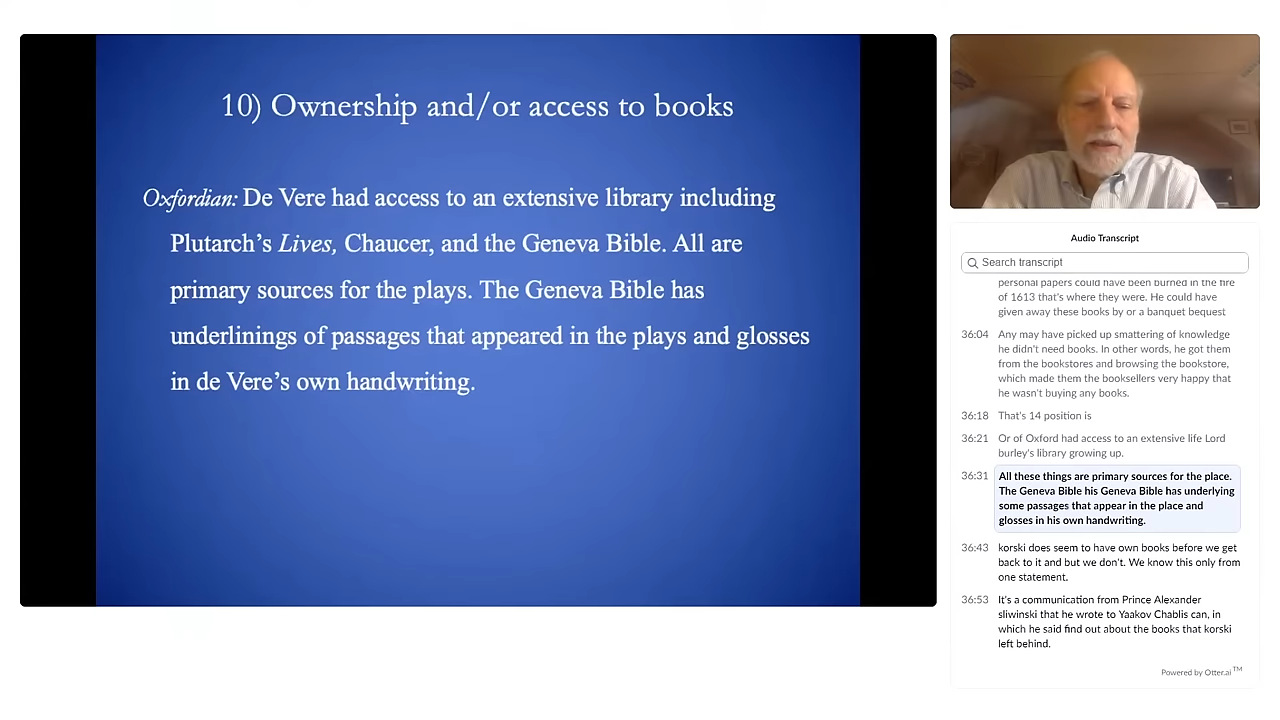 10) Ownership and/or access to books
Oxfordian: De Vere had access to an extensive library including
Plutarch's Lives, Chaucer, and the Geneva Bible. All are
primary sources for the plays. The Geneva Bible has
underlinings of passages that appeared in the plays and glosses
in de Vere's own handwriting.
Audio Transcript
Search transcript
personal papers could have been burned in the fire
of 1613 that's where they were. He could have
given away these books by or a banquet bequest
36:04 Any may have picked up smattering of knowledge
he didn't need books. In other words, he got them
from the bookstores and browsing the bookstore,
which made them the booksellers very happy that
he wasn't buying any books.
36:18 That's 14 position is
36:21 Or of Oxford had access to an extensive life Lord
burley's library growing up.
36:31 All these things are primary sources for the place.
The Geneva Bible his Geneva Bible has underlying
some passages that appear in the place and
glosses in his own handwriting.
36:43 korski does seem to have own books before we get
back to it and but we don't. We know this only from
one statement.
36:53 It's a communication from Prince Alexander
sliwinski that he wrote to Yaakov Chablis can, in
which he said find out about the books that korski
left behind.
Powered by Otter.ai TM